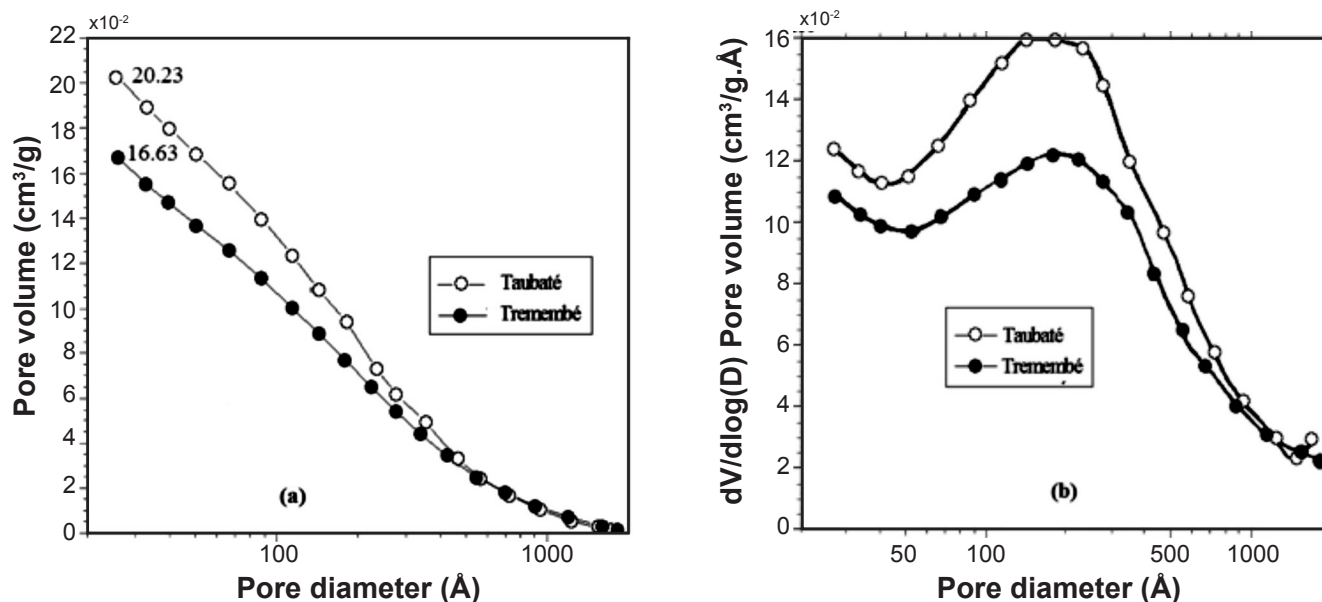 x10-2
22
20
18
16
14
12
10
8
6
4
2
0
Pore volume (cm3/g)
20.23
16.63
Taubaté
Tremembé
(a)
100
1000
Pore diameter (Å)
x10-2
16
14
12
10
8
6
4
2
0
dV/dlog(D) Pore volume (cm3/g.Å)
Taubaté
Tremembé
(b)
50
100
500
1000
Pore diameter (Å)